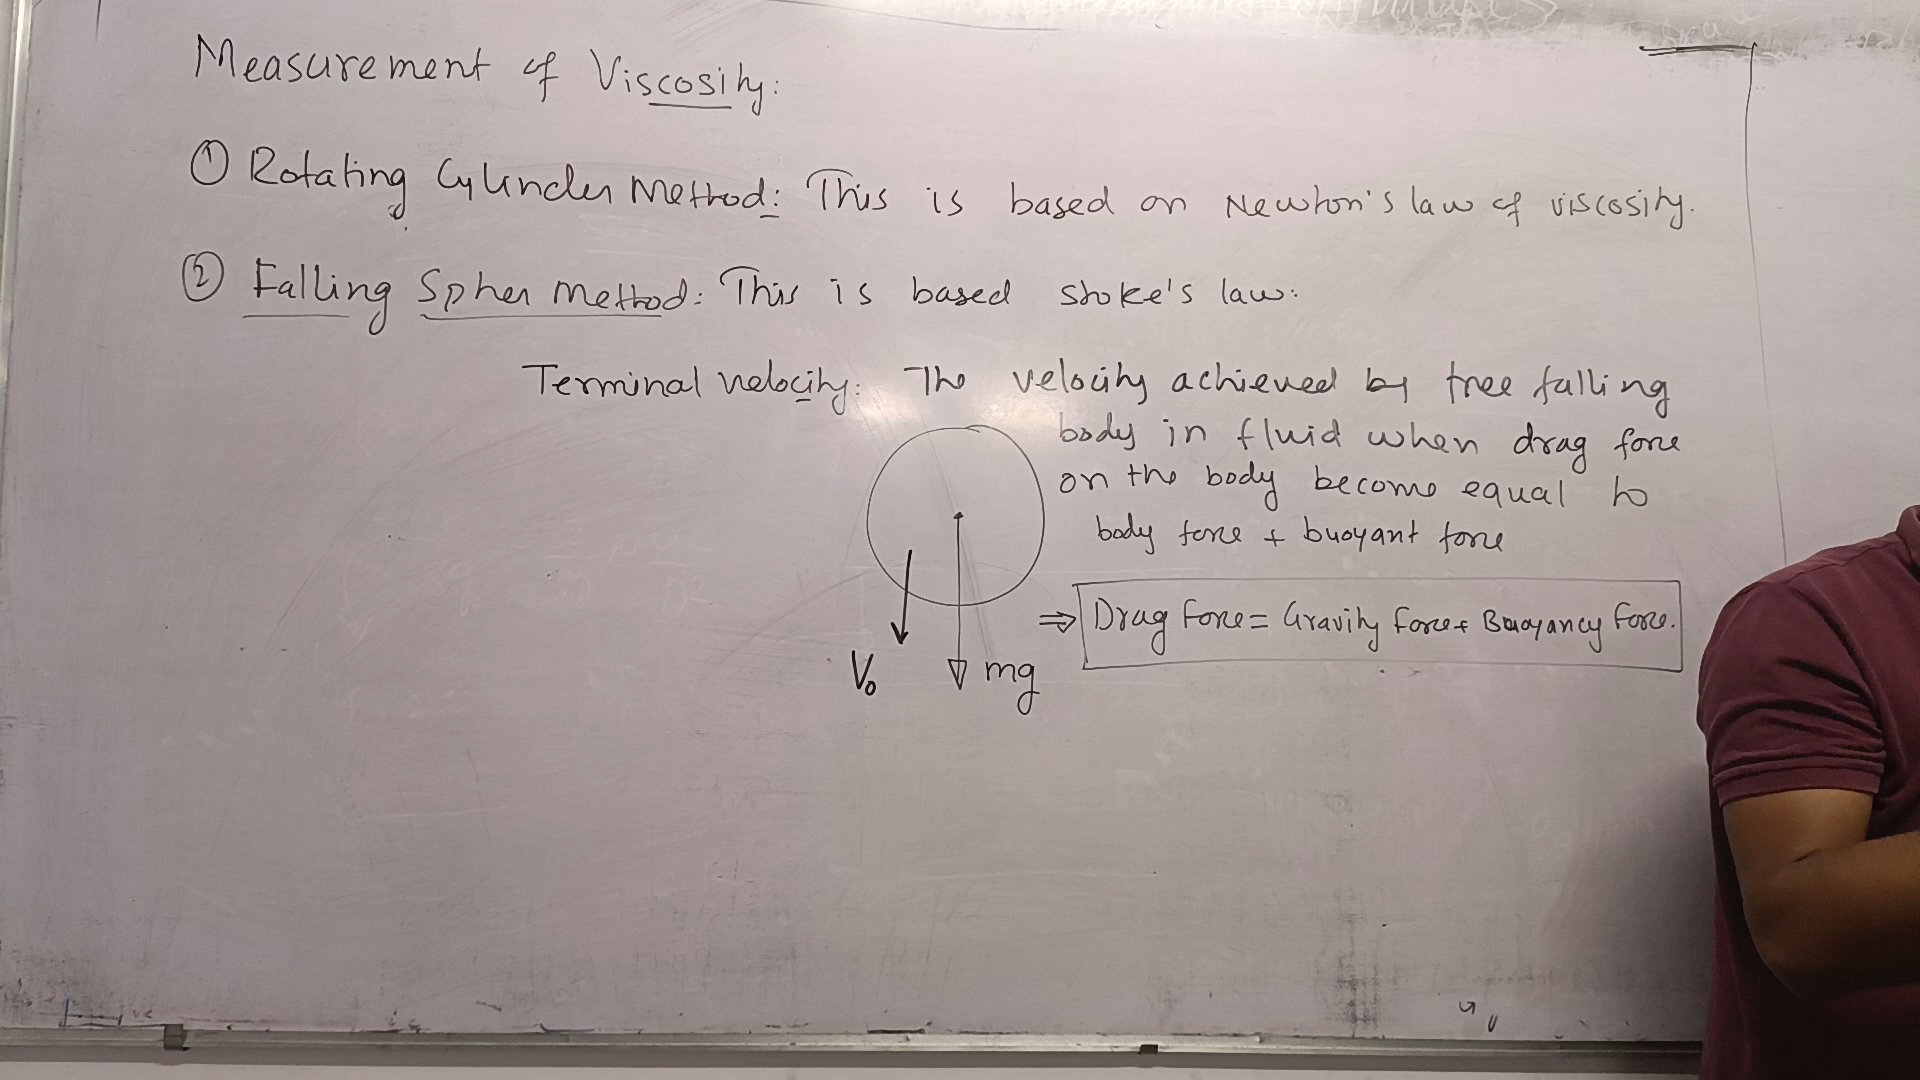 Measurement of Viscosity:
① Rotating Cylinder Method: This is based on Newton's law of viscosity.
② Falling Spher Method: This is based stoke's law.
Terminal velocity: The velocity achieved by free falling
body in fluid when drag force
on the body become equal to
body force + buoyant force
⇒ Drag Force = Gravity Force + Buoyancy Force.
V₀
mg